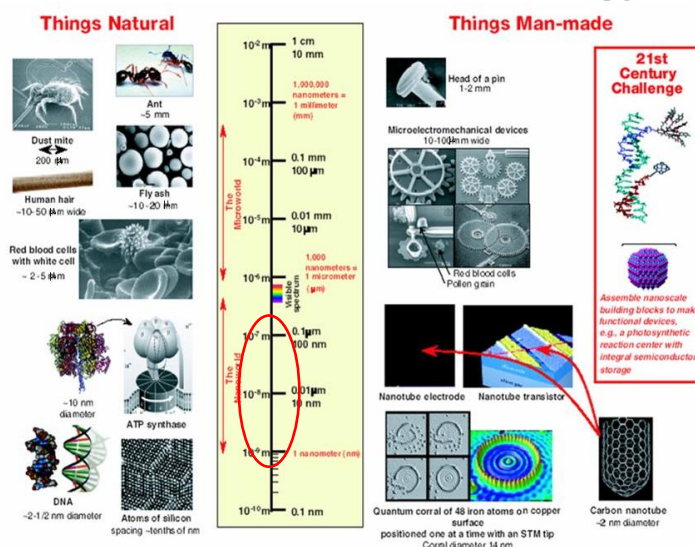 Things Natural
Things Man-made
Ant
~5 mm
Dust mite
200 µm
Human hair
~10-50 µm wide
Fly ash
~10-20 µm
Red blood cells
with white cell
~2-5 µm
~10 nm
diameter
ATP synthase
DNA
~2-1/2 nm diameter
Atoms of silicon
spacing ~tenths of nm
10-2 m
1 cm
10 mm
1,000,000
nanometers =
1 millimeter
(mm)
10-3 m
The
Microworld
10-4 m
0.1 mm
100 µm
10-5 m
0.01 mm
10 µm
1,000
nanometers =
1 micrometer
(µm)
10-6 m
Visible
spectrum
The
Nanoworld
10-7 m
0.1 µm
100 nm
10-8 m
0.01 µm
10 nm
10-9 m
1 nanometer (nm)
10-10 m
0.1 nm
Head of a pin
1-2 mm
Microelectromechanical devices
10-100 µm wide
Red blood cells
Pollen grain
Nanotube electrode
Nanotube transistor
Quantum corral of 48 iron atoms on copper
surface
positioned one at a time with an STM tip
Corral diameter 14 nm
Carbon nanotube
~2 nm diameter
21st
Century
Challenge
Assemble nanoscale
building blocks to make
functional devices,
e.g., a photosynthetic
reaction center with
integral semiconductor
storage